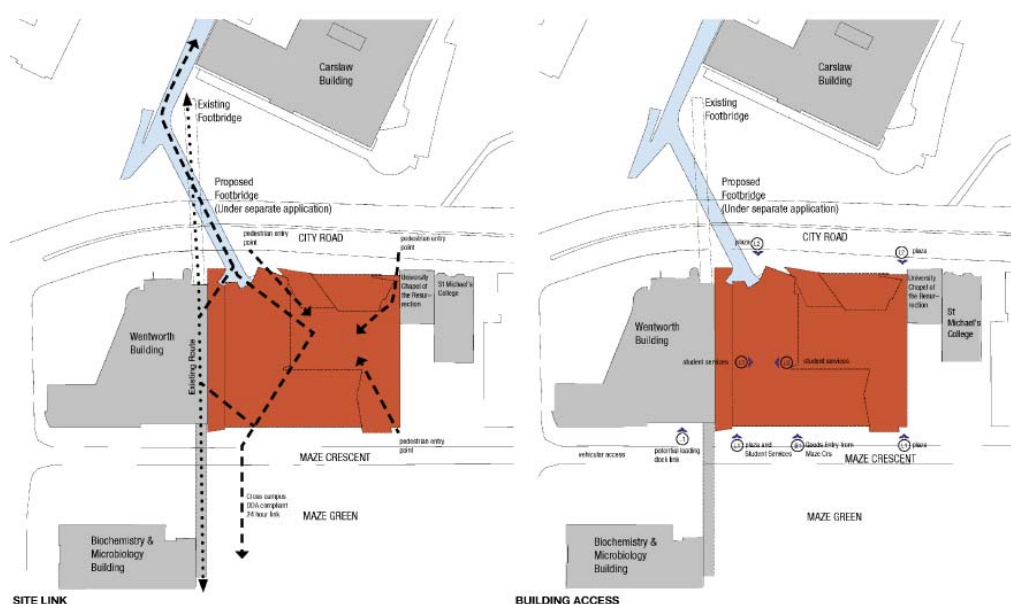 Carslaw
Building
Existing
Footbridge
Proposed
Footbridge
(Under separate application)
pedestrian entry
point
CITY ROAD
pedestrian entry
point
University
Chapel of
the Resur-
rection
St Michael's
College
Wentworth
Building
Existing Route
pedestrian entry
point
MAZE CRESCENT
Cross campus
DDA compliant
24 hour link
MAZE GREEN
Biochemistry &
Microbiology
Building
SITE LINK
Carslaw
Building
Existing
Footbridge
Proposed
Footbridge
(Under separate application)
CITY ROAD
plaza
plaza
University
Chapel of
the Resur-
rection
St
Michael's
College
Wentworth
Building
student services
student services
vehicular access
potential loading
dock link
plaza and
Student Services
Goods Entry from
Maze Crs
plaza
MAZE CRESCENT
MAZE GREEN
Biochemistry &
Microbiology
Building
BUILDING ACCESS